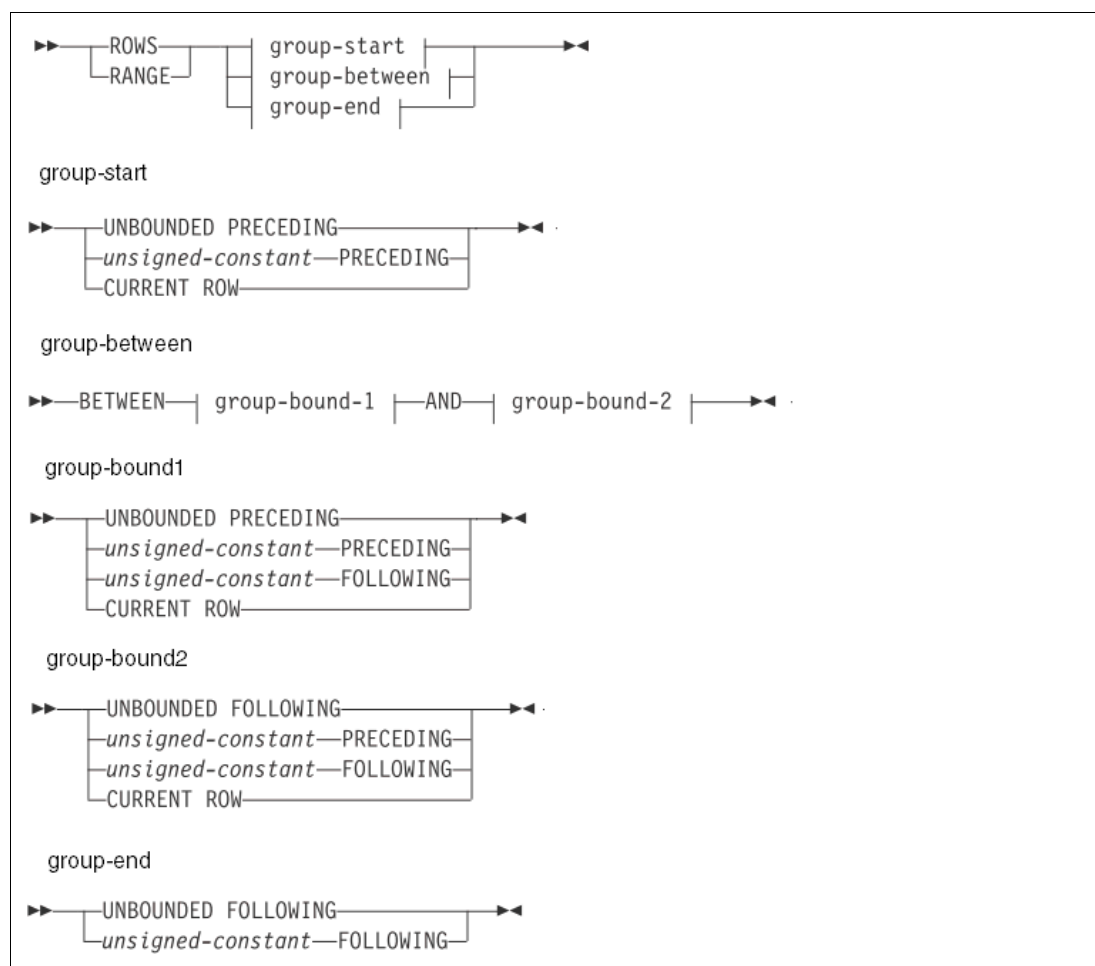 ROWS group-start
RANGE group-between
group-end
group-start
UNBOUNDED PRECEDING
unsigned-constant PRECEDING
CURRENT ROW
group-between
BETWEEN group-bound-1 AND group-bound-2
group-bound1
UNBOUNDED PRECEDING
unsigned-constant PRECEDING
unsigned-constant FOLLOWING
CURRENT ROW
group-bound2
UNBOUNDED FOLLOWING
unsigned-constant PRECEDING
unsigned-constant FOLLOWING
CURRENT ROW
group-end
UNBOUNDED FOLLOWING
unsigned-constant FOLLOWING